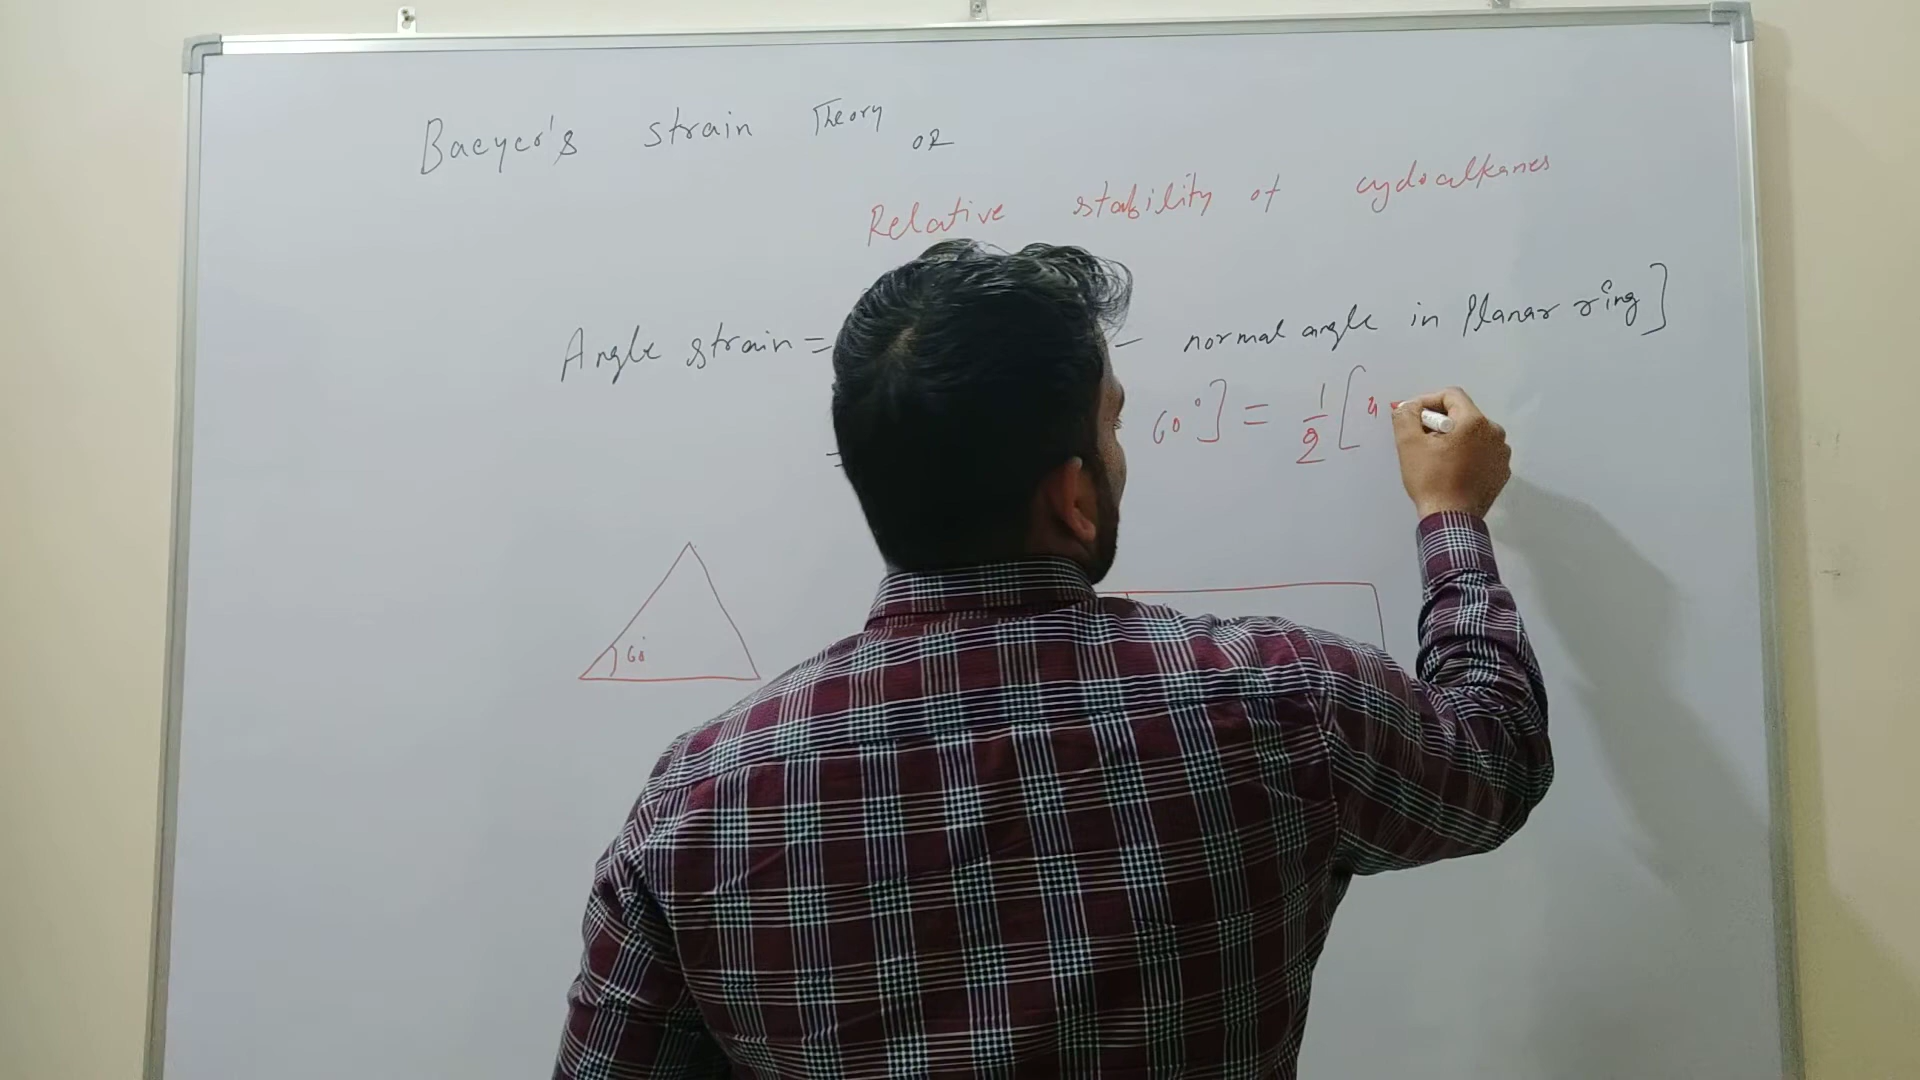 Baeyer's strain Theory
OR
Relative stability of cycloalkanes
Angle strain = - normal angle in Planar ring]
= 60°] = 1/2 [4
60°